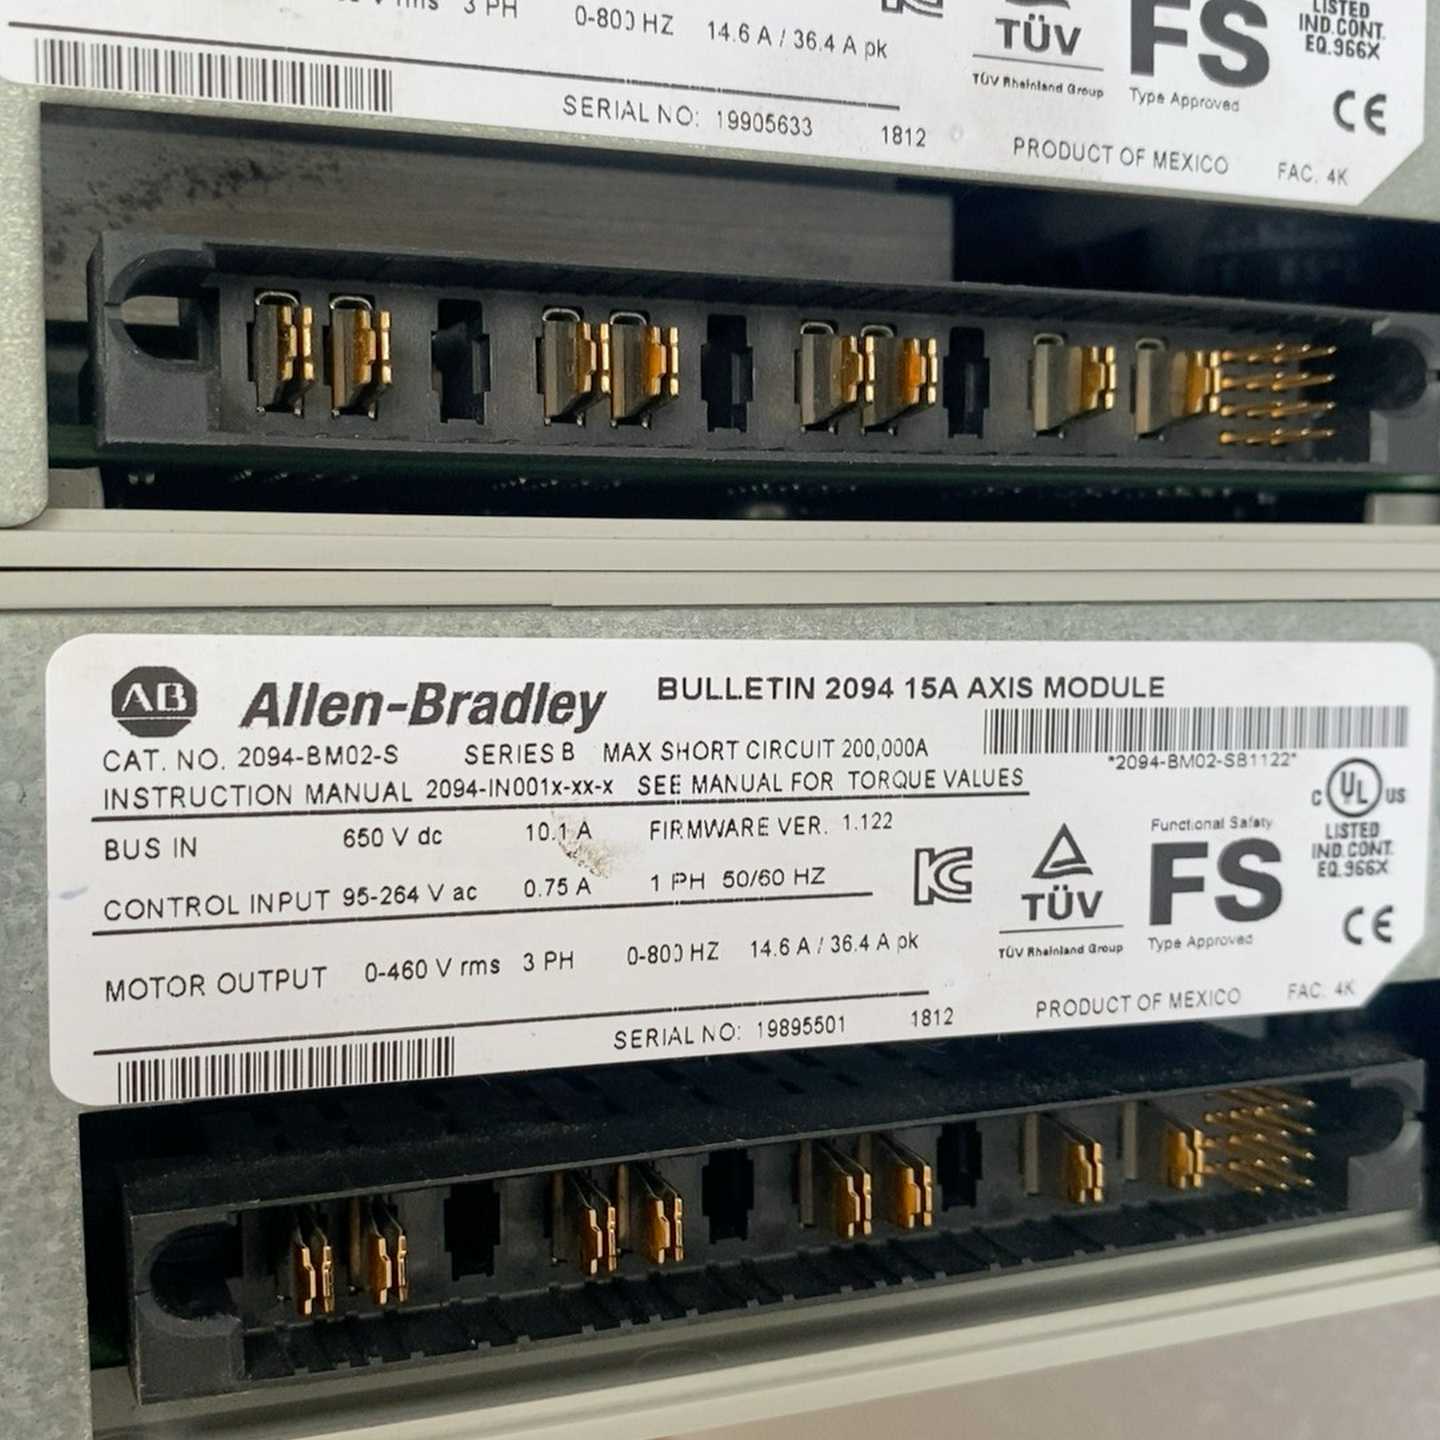 rms 3 PH 0-800 HZ 14.6 A / 36.4 A pk
TÜV
TÜV Rheinland Group
FS
Type Approved
LISTED
IND.CONT.
EQ.966X
CE
SERIAL NO: 19905633 1812
PRODUCT OF MEXICO FAC. 4K
AB Allen-Bradley BULLETIN 2094 15A AXIS MODULE
CAT. NO. 2094-BM02-S SERIES B MAX SHORT CIRCUIT 200,000A
*2094-BM02-SB1122*
INSTRUCTION MANUAL 2094-IN001x-xx-x SEE MANUAL FOR TORQUE VALUES
BUS IN 650 V dc 10.1 A FIRMWARE VER. 1.122
CONTROL INPUT 95-264 V ac 0.75 A 1 PH 50/60 HZ
MOTOR OUTPUT 0-460 V rms 3 PH 0-800 HZ 14.6 A / 36.4 A pk
KC
TÜV
TÜV Rheinland Group
Functional Safety
FS
Type Approved
C UL US
LISTED
IND.CONT.
EQ.966X
CE
SERIAL NO: 19895501 1812
PRODUCT OF MEXICO FAC. 4K